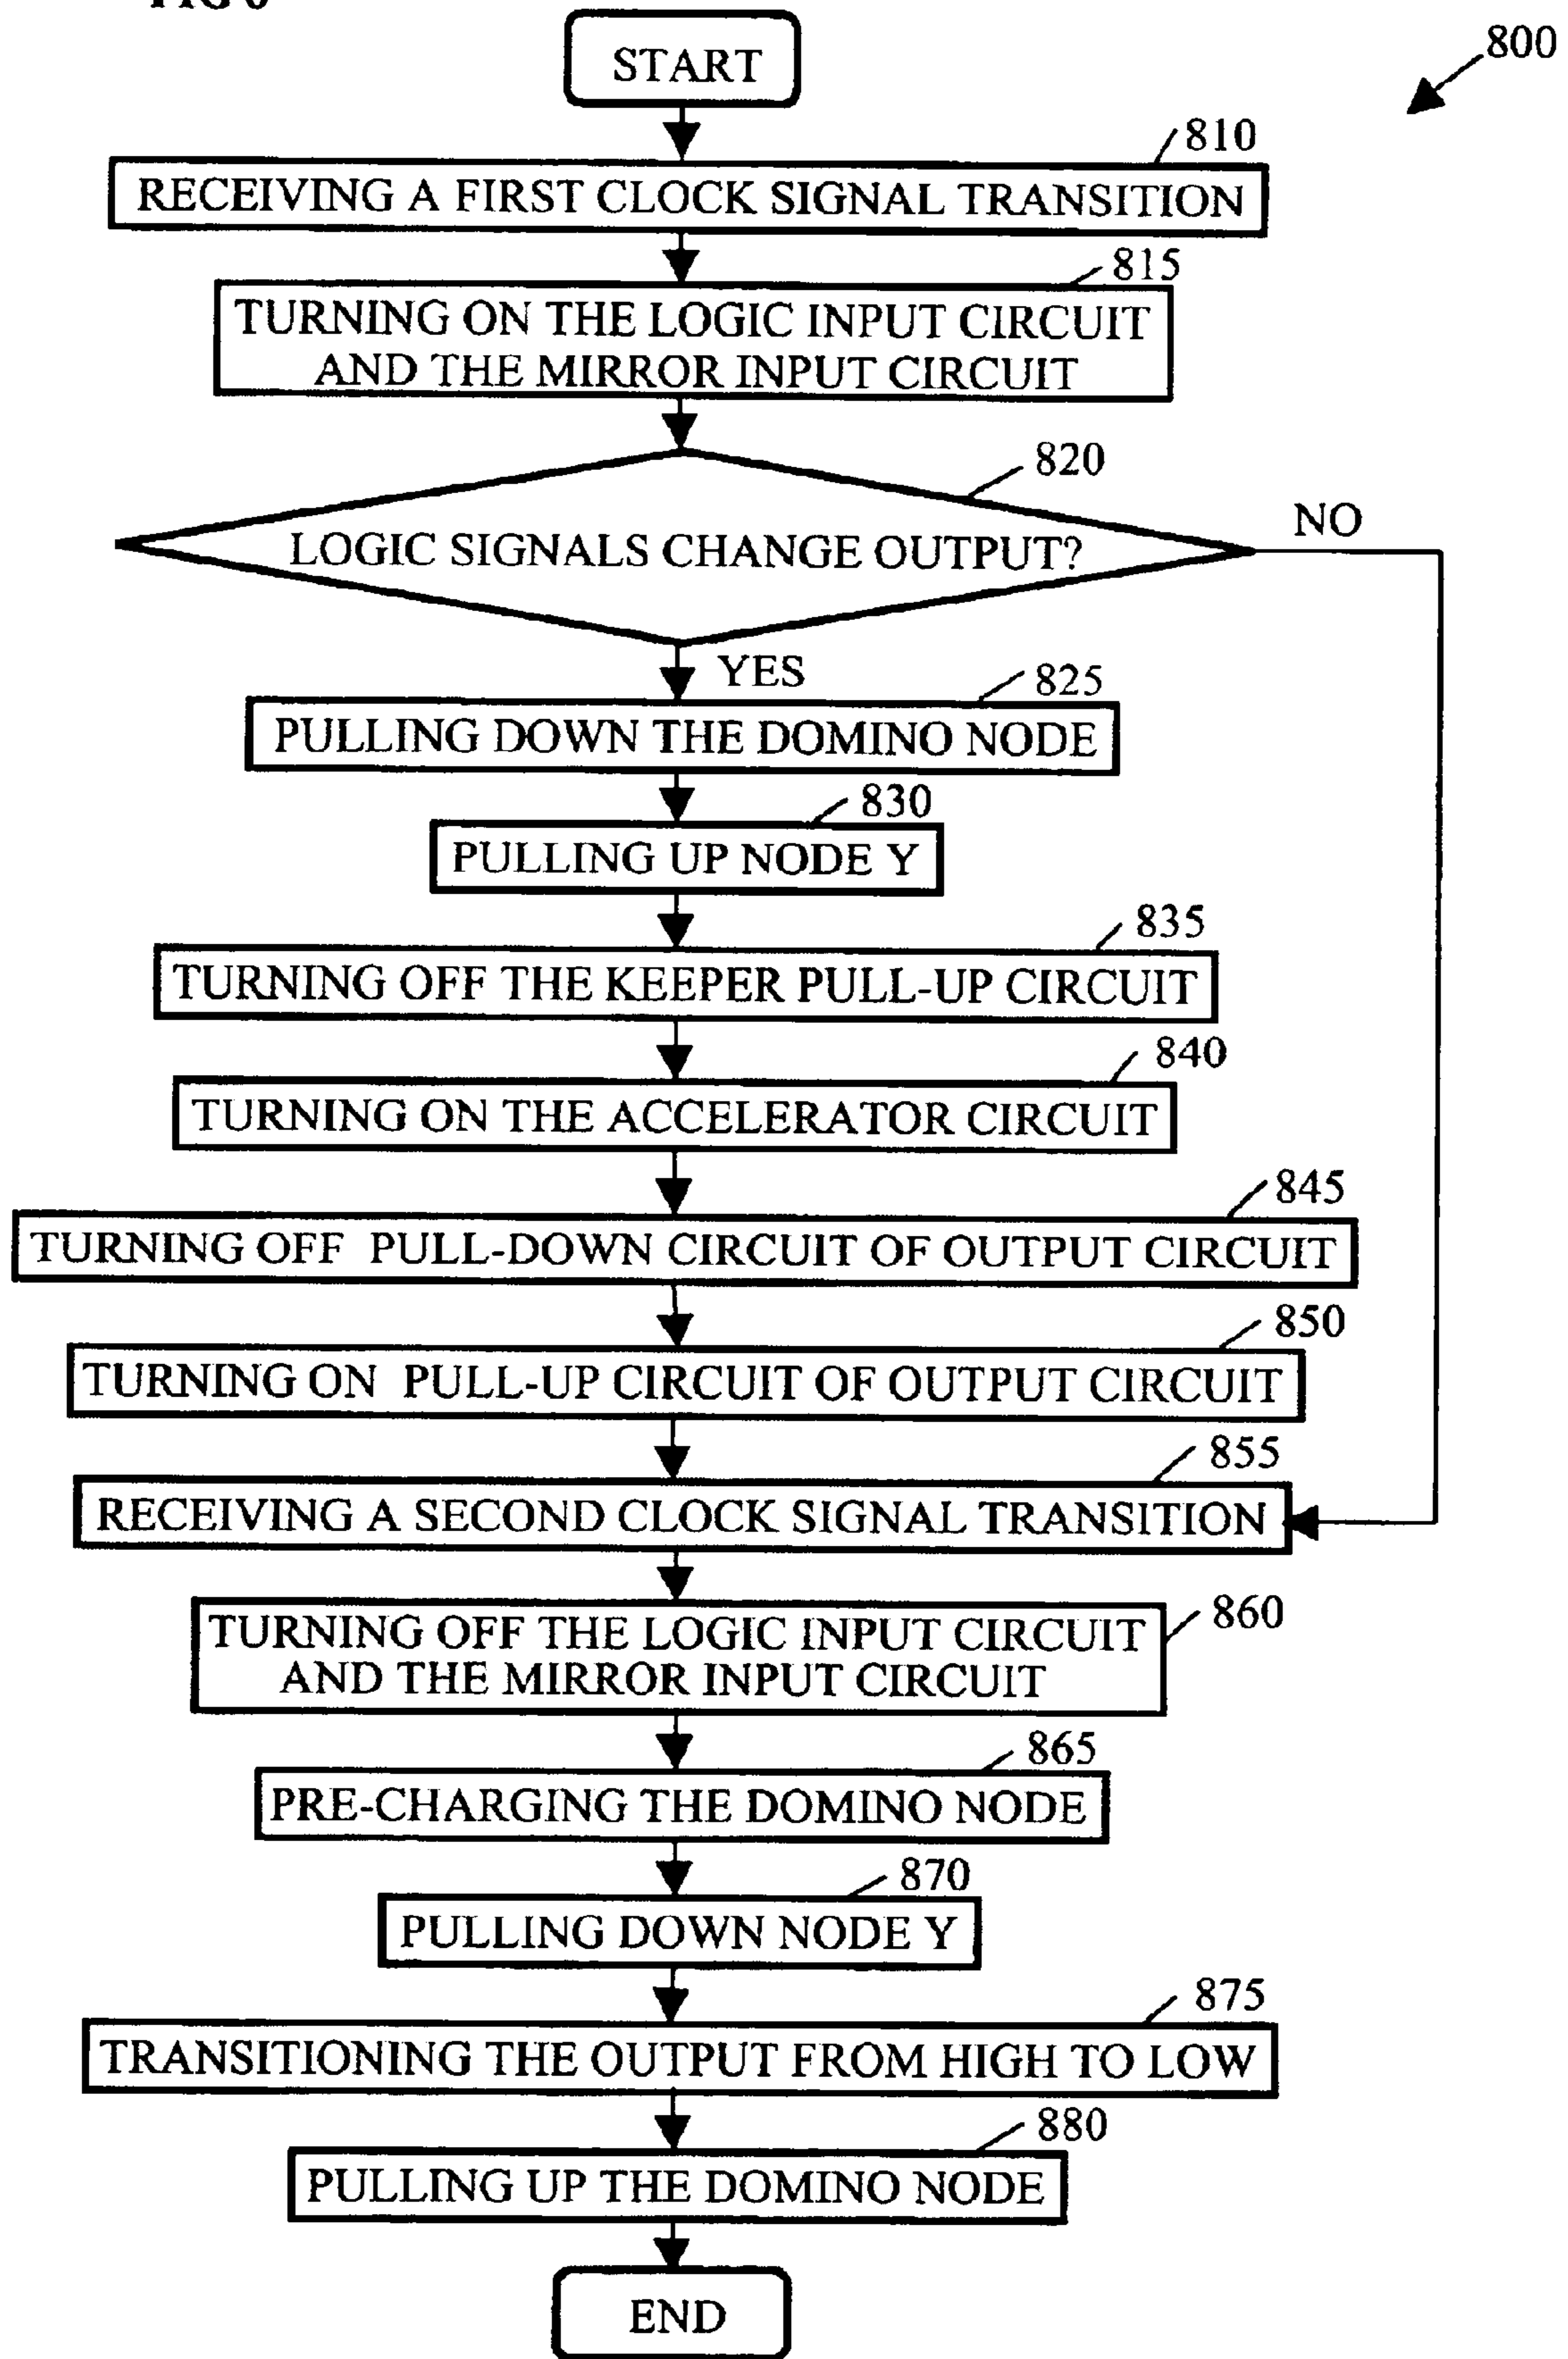 START
800
810
RECEIVING A FIRST CLOCK SIGNAL TRANSITION
815
TURNING ON THE LOGIC INPUT CIRCUIT
AND THE MIRROR INPUT CIRCUIT
820
NO
LOGIC SIGNALS CHANGE OUTPUT?
YES
825
PULLING DOWN THE DOMINO NODE
830
PULLING UP NODE Y
835
TURNING OFF THE KEEPER PULL-UP CIRCUIT
840
TURNING ON THE ACCELERATOR CIRCUIT
845
TURNING OFF PULL-DOWN CIRCUIT OF OUTPUT CIRCUIT
850
TURNING ON PULL-UP CIRCUIT OF OUTPUT CIRCUIT
855
RECEIVING A SECOND CLOCK SIGNAL TRANSITION
860
TURNING OFF THE LOGIC INPUT CIRCUIT
AND THE MIRROR INPUT CIRCUIT
865
PRE-CHARGING THE DOMINO NODE
870
PULLING DOWN NODE Y
875
TRANSITIONING THE OUTPUT FROM HIGH TO LOW
880
PULLING UP THE DOMINO NODE
END